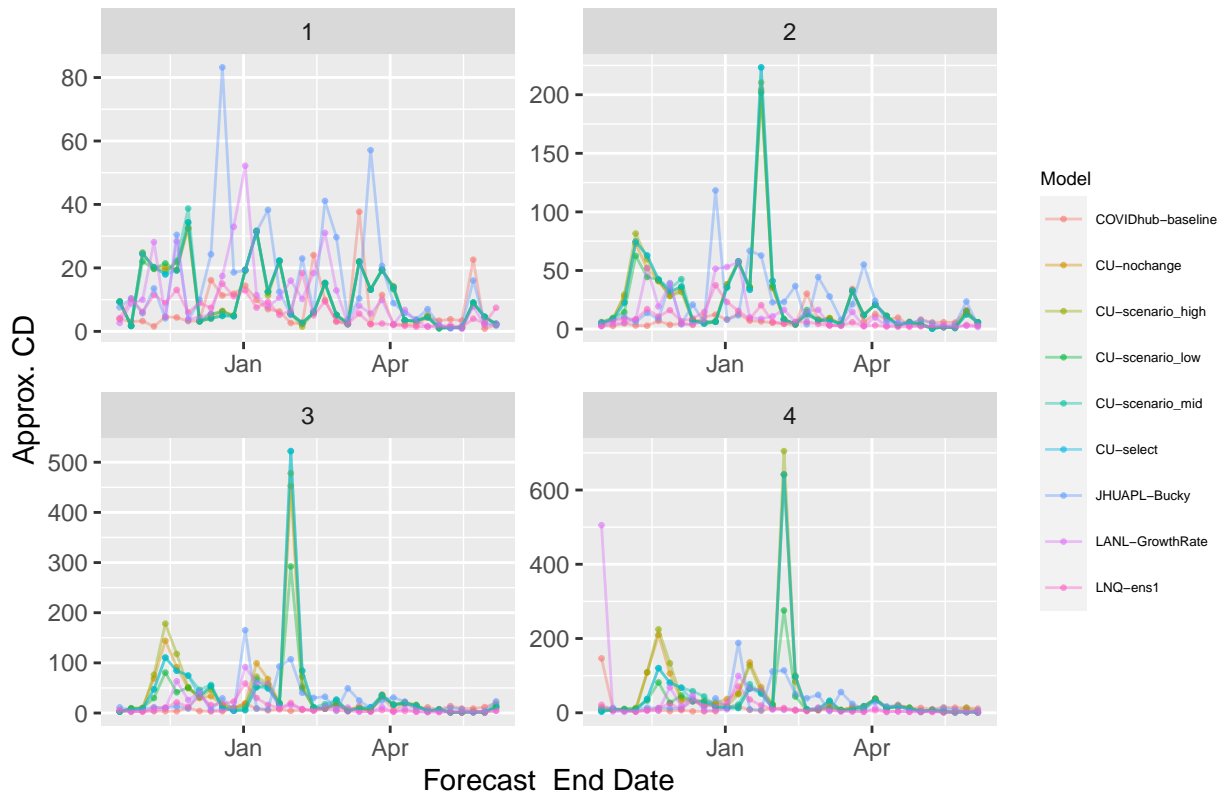 1
2
80
60
40
20
0
200
150
100
50
0
Jan
Apr
Jan
Apr
3
4
500
400
300
200
100
0
600
400
200
0
Jan
Apr
Jan
Apr
Approx. CD
Forecast  End Date
Model
COVIDhub−baseline
CU−nochange
CU−scenario_high
CU−scenario_low
CU−scenario_mid
CU−select
JHUAPL−Bucky
LANL−GrowthRate
LNQ−ens1